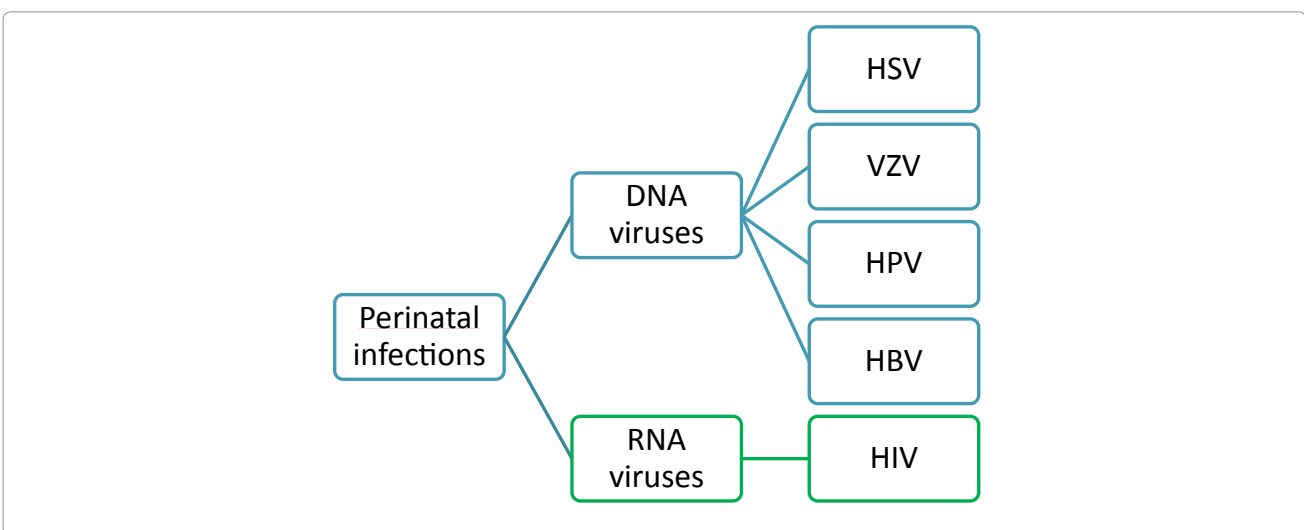 Perinatal
infections
DNA
viruses
HSV
VZV
HPV
HBV
RNA
viruses
HIV